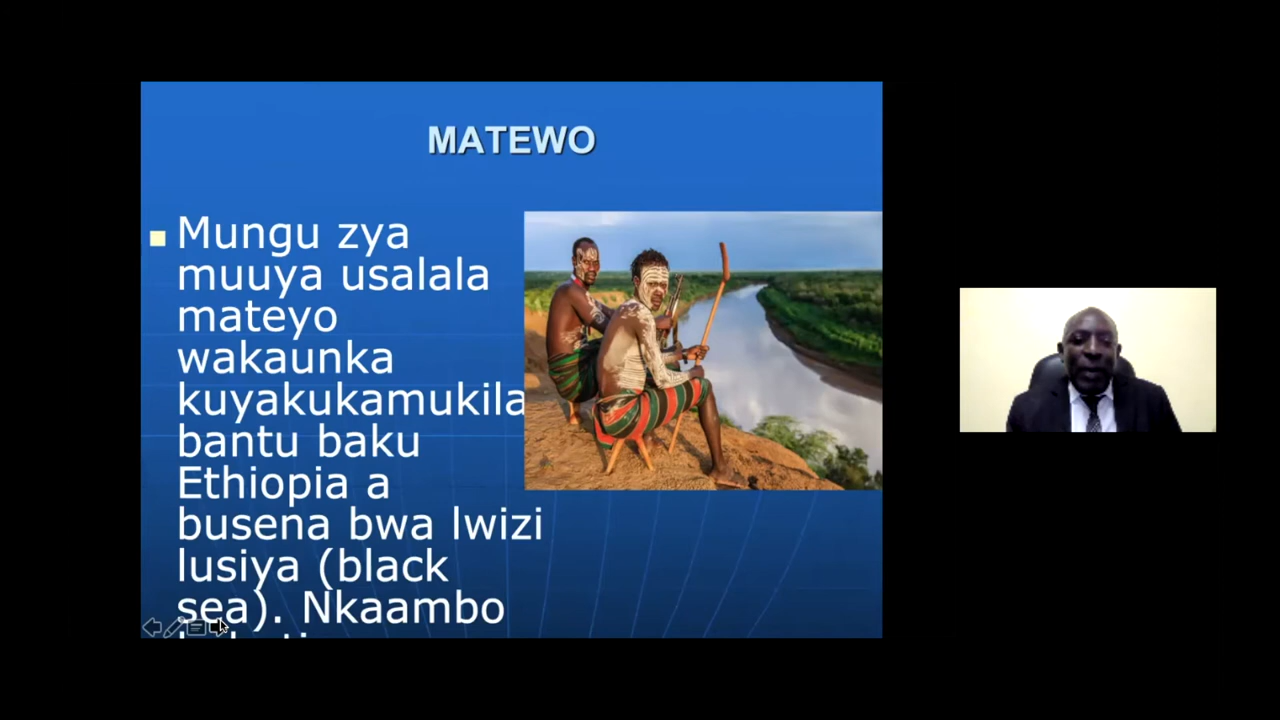 MATEWO
Mungu zya
muuya usalala
mateyo
wakaunka
kuyakukamukila
bantu baku
Ethiopia a
busena bwa lwizi
lusiya (black
sea). Nkaambo